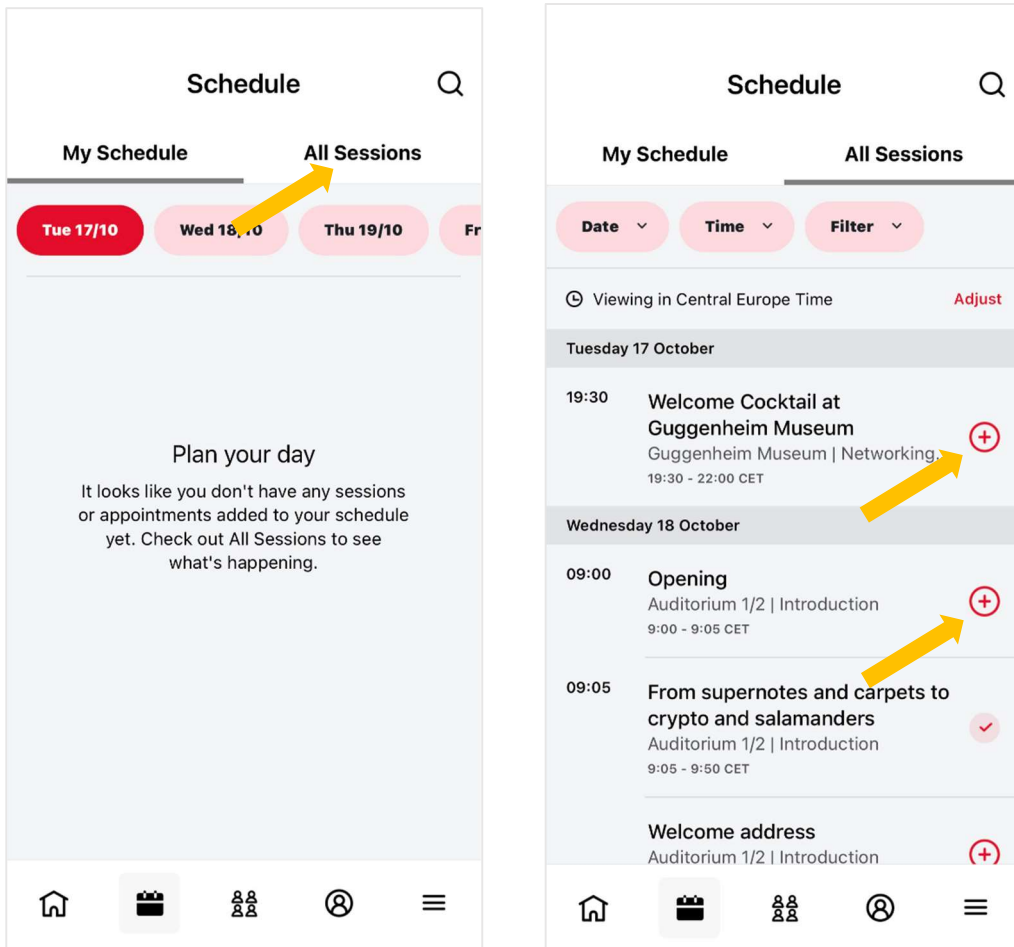 Schedule
My Schedule All Sessions
Tue 17/10 Wed 18/10 Thu 19/10 Fr
Plan your day
It looks like you don't have any sessions
or appointments added to your schedule
yet. Check out All Sessions to see
what's happening.
Schedule
My Schedule All Sessions
Date Time Filter
Viewing in Central Europe Time Adjust
Tuesday 17 October
19:30 Welcome Cocktail at
Guggenheim Museum
Guggenheim Museum | Networking...
19:30 - 22:00 CET
Wednesday 18 October
09:00 Opening
Auditorium 1/2 | Introduction
9:00 - 9:05 CET
09:05 From supernotes and carpets to
crypto and salamanders
Auditorium 1/2 | Introduction
9:05 - 9:50 CET
Welcome address
Auditorium 1/2 | Introduction